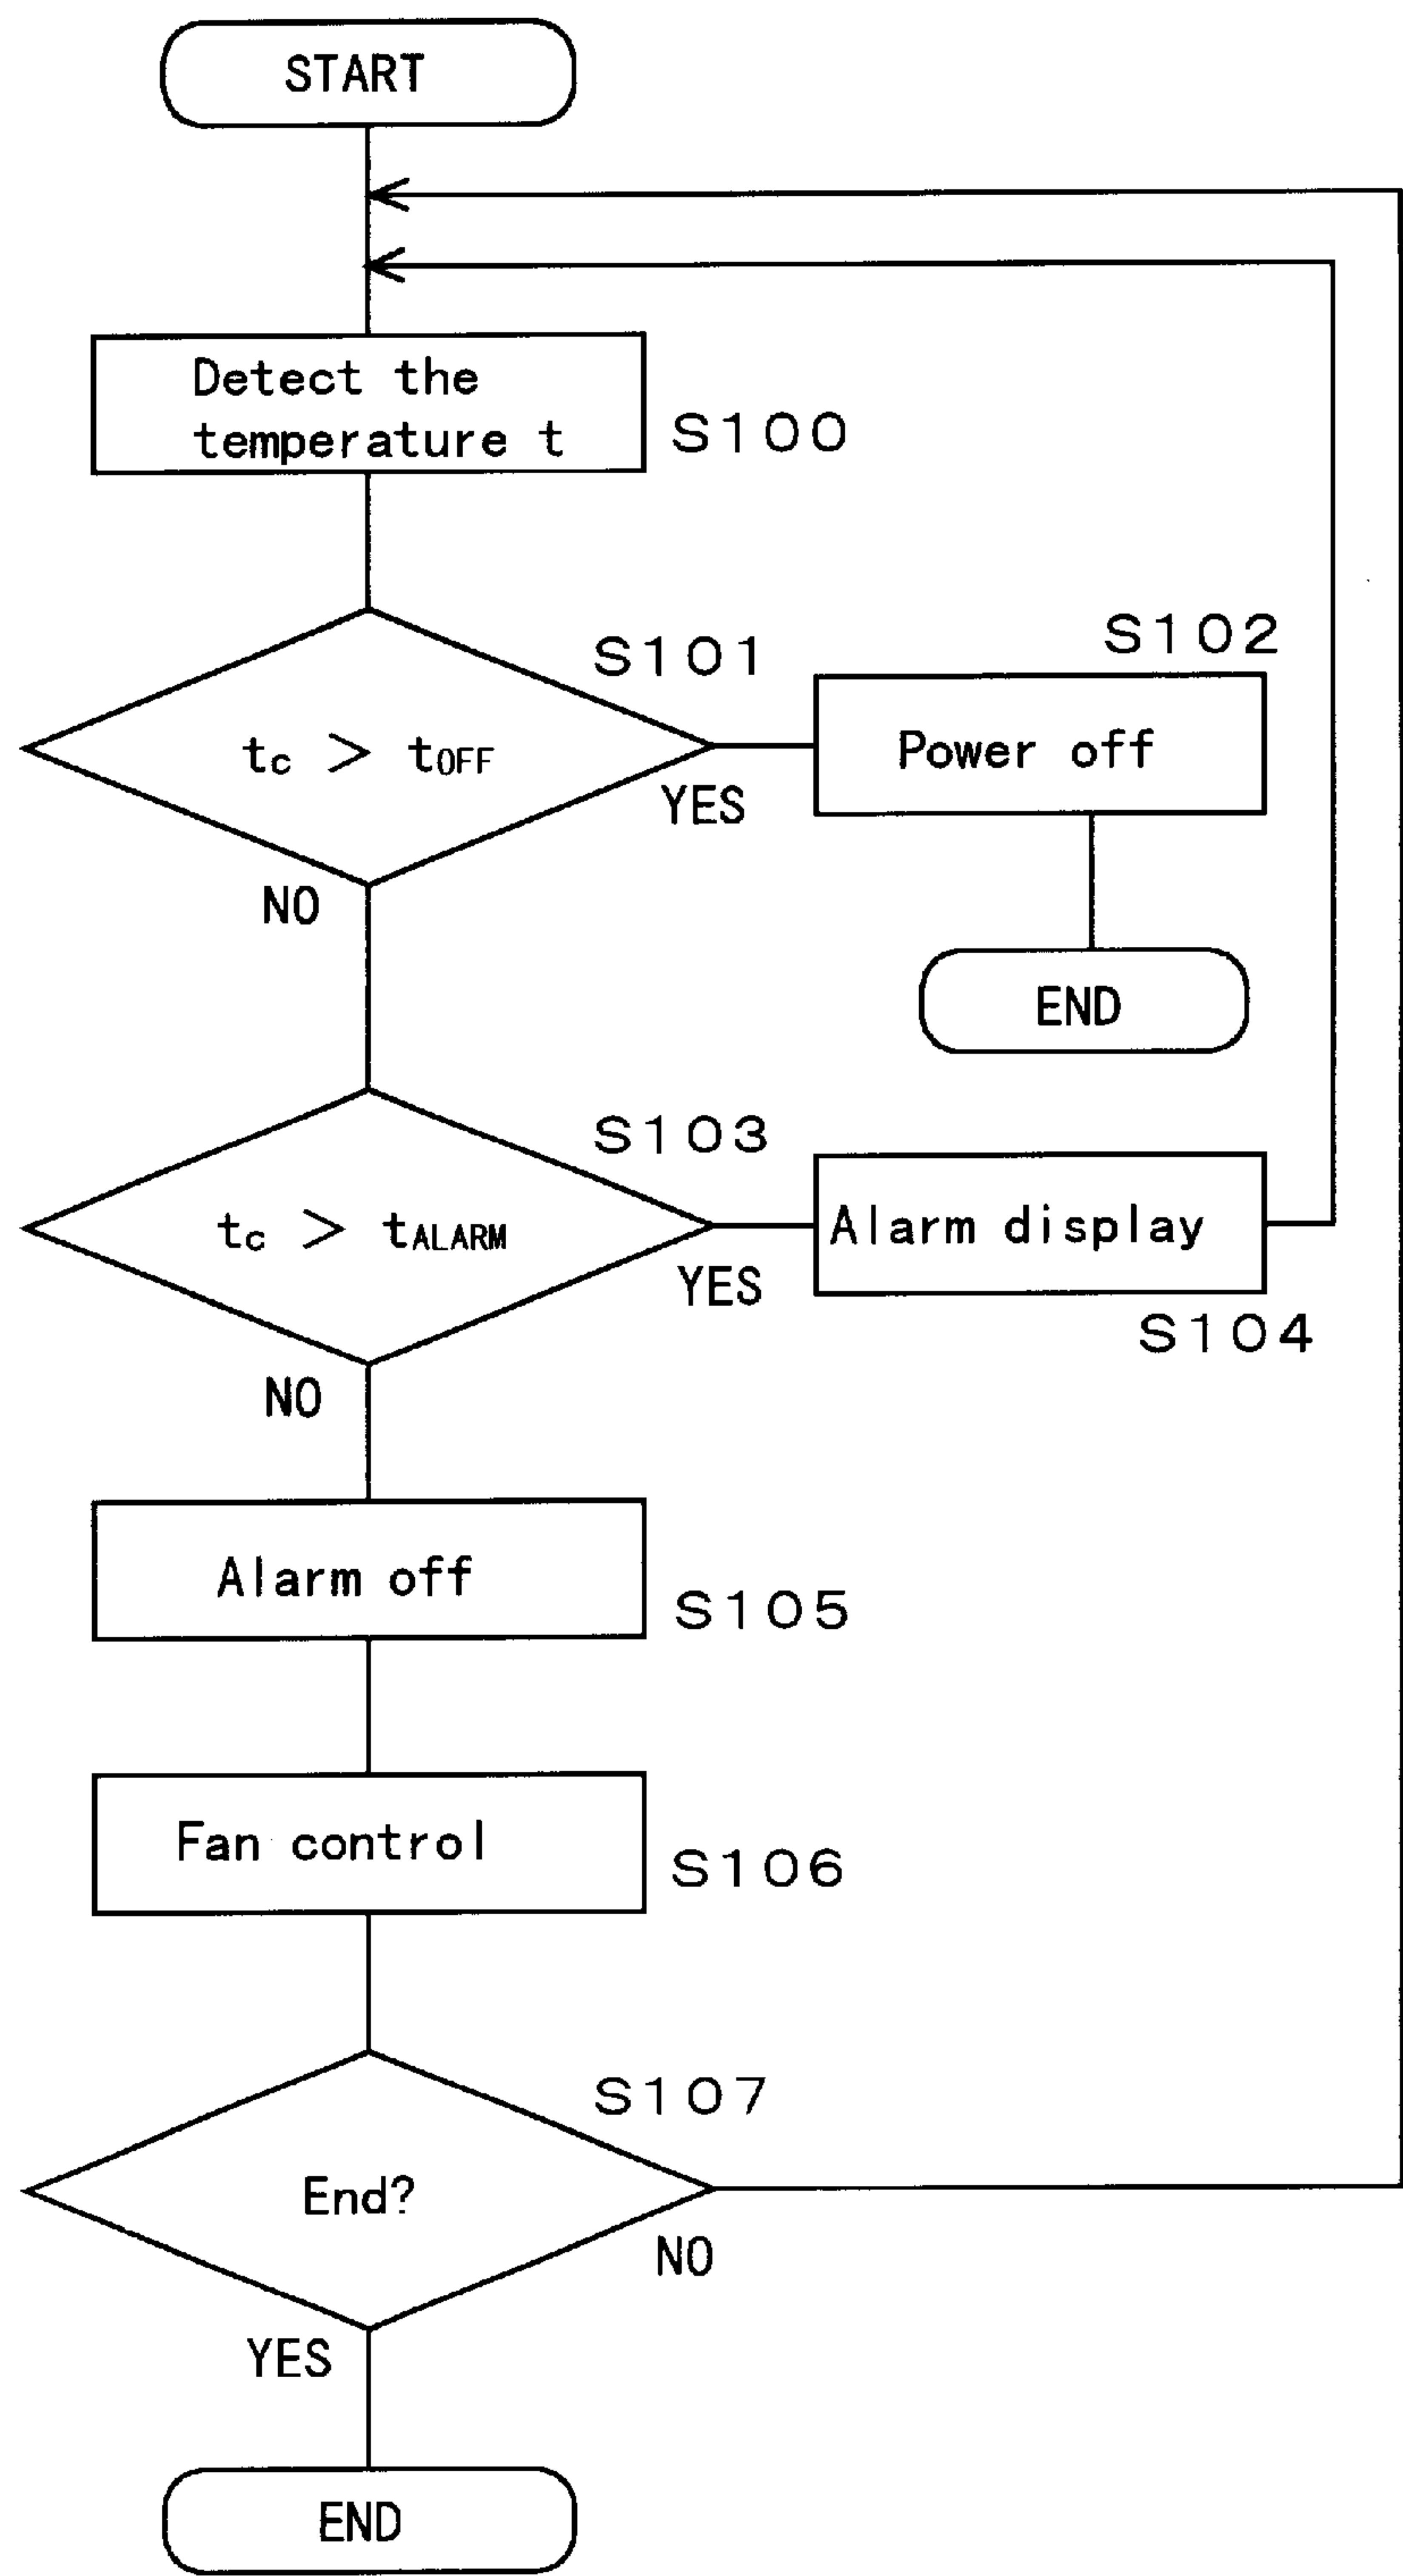 START
Detect the
temperature t
S100
S101
tc > tOFF
YES
NO
S102
Power off
END
S103
tc > tALARM
YES
NO
Alarm display
S104
Alarm off
S105
Fan control
S106
S107
End?
NO
YES
END